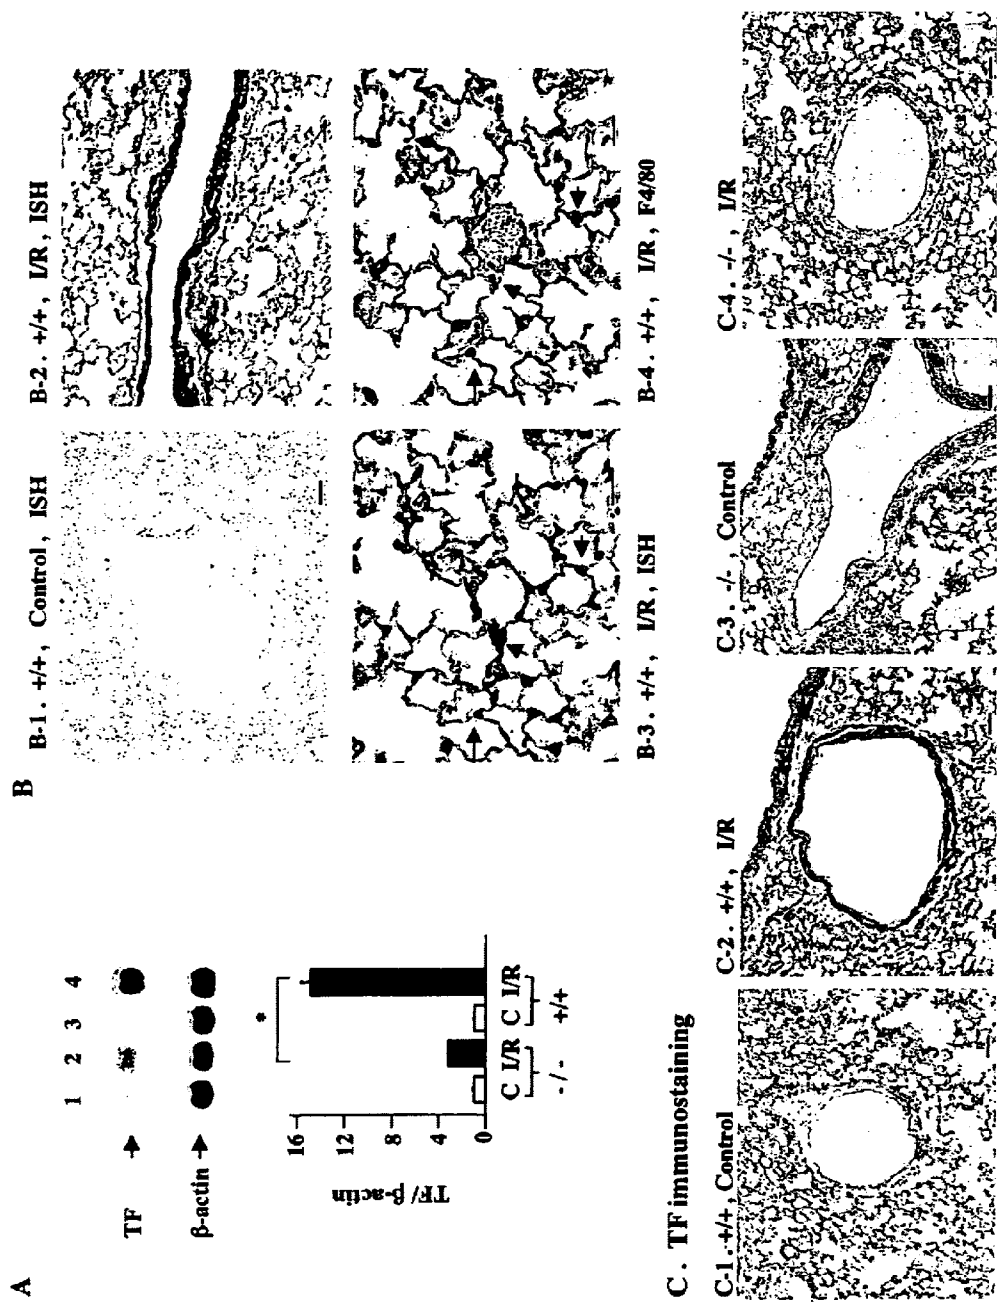 A
1 2 3 4
TF →
β-actin →
*
TF/ β-actin
16
12
8
4
0
C I/R C I/R
-/- +/+
B
B-1. +/+, Control, ISH
B-2. +/+, I/R, ISH
B-3. +/+, I/R, ISH
B-4. +/+, I/R, F4/80
C. TF immunostaining
C-1. +/+, Control
C-2. +/+, I/R
C-3. -/-, Control
C-4. -/-, I/R